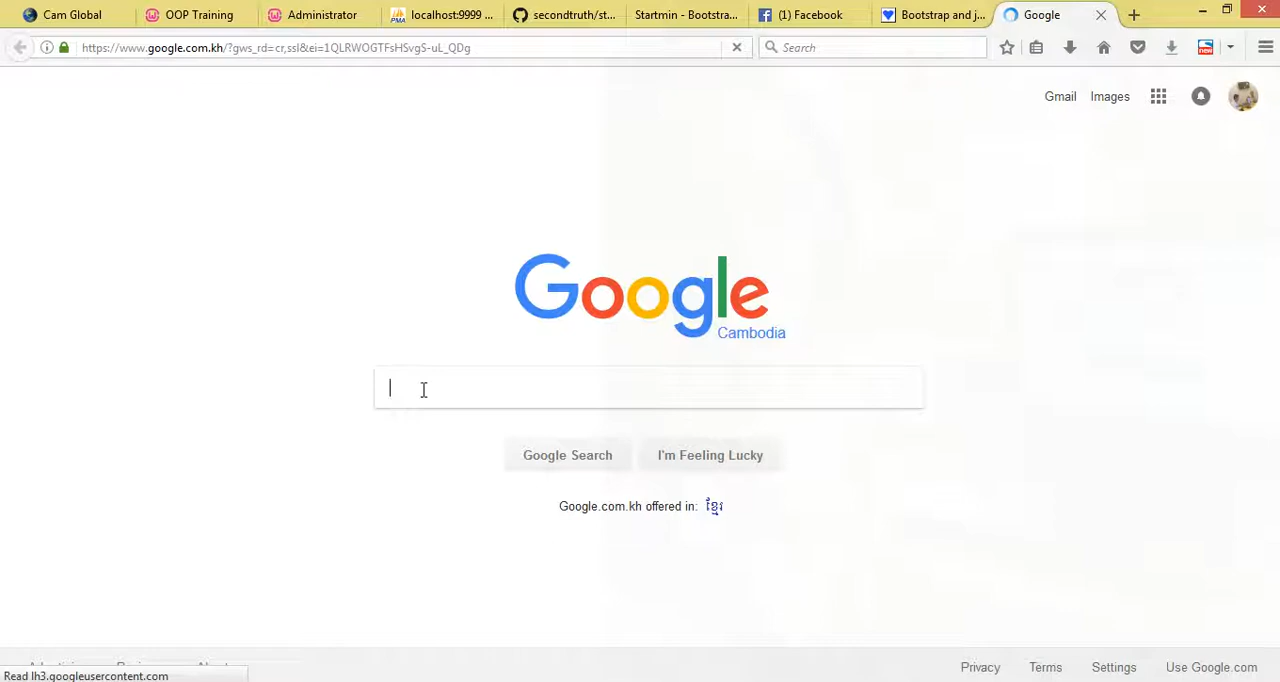 Cam Global
OOP Training
Administrator
localhost:9999 ...
secondtruth/st...
Startmin - Bootstra...
(1) Facebook
Bootstrap and j...
Google
https://www.google.com.kh/?gws_rd=cr,ssl&ei=1QLRWOGTFsHSvgS-uL_QDg
Search
Gmail
Images
Google
Cambodia
Google Search
I'm Feeling Lucky
Google.com.kh offered in: ខ្មែរ
Privacy
Terms
Settings
Use Google.com
Read lh3.googleusercontent.com